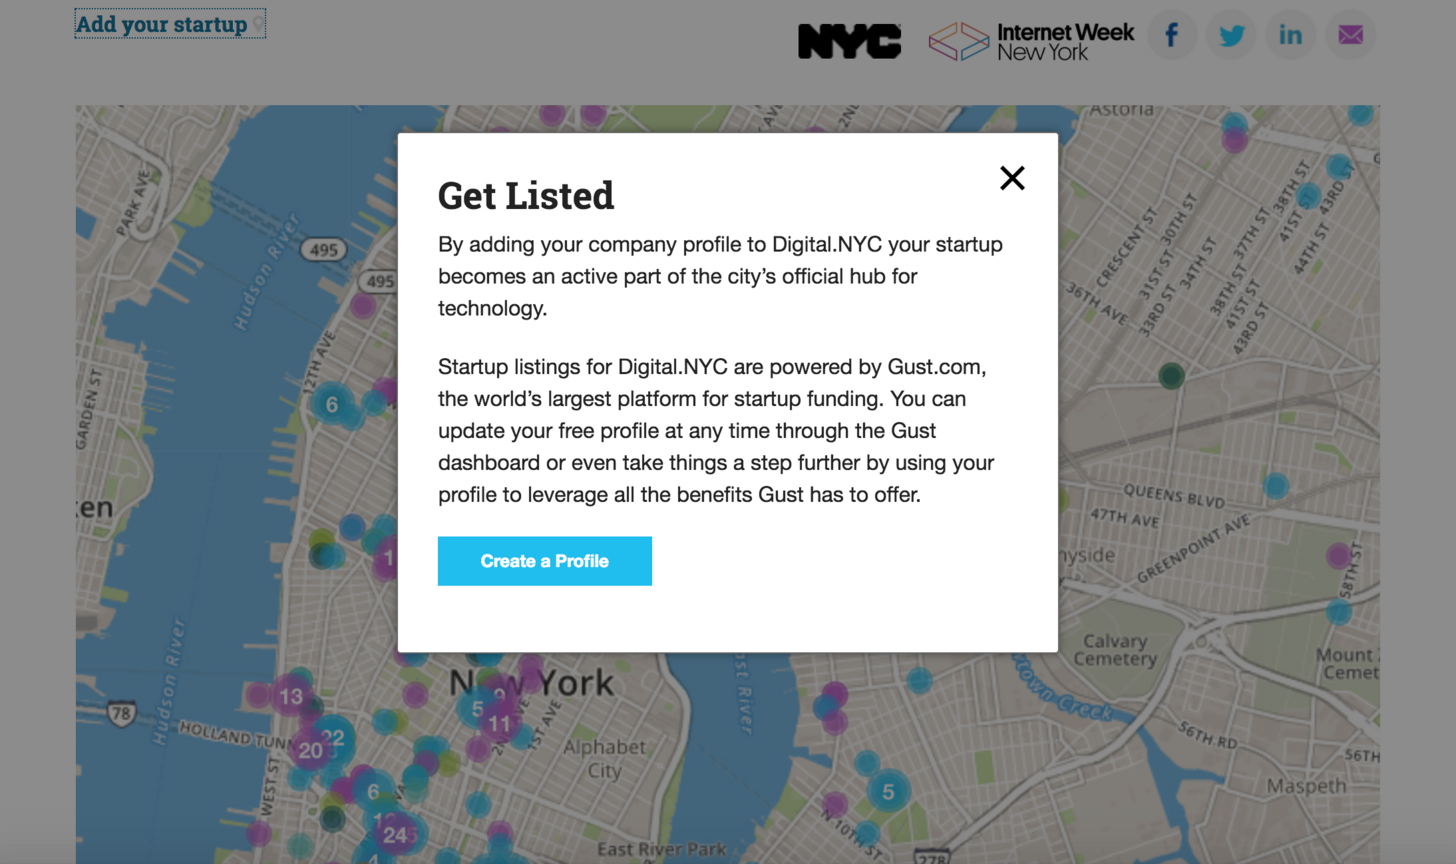 Add your startup
NYC
Internet Week
New York
Astoria
2ND
PARK AVE
Hudson River
495
495
12TH AVE
GARDEN ST
CRESCENT ST
31ST ST
30TH ST
33RD ST
34TH ST
36TH AVE
38TH ST
37TH ST
41ST ST
43RD ST
38TH ST
41ST ST
43RD ST
44TH ST
Get Listed
By adding your company profile to Digital.NYC your startup
becomes an active part of the city’s official hub for
technology.
Startup listings for Digital.NYC are powered by Gust.com,
the world’s largest platform for startup funding. You can
update your free profile at any time through the Gust
dashboard or even take things a step further by using your
profile to leverage all the benefits Gust has to offer.
Create a Profile
6
en
1
QUEENS BLVD
47TH AVE
GREENPOINT AVE
nyside
58TH ST
Calvary
Cemetery
Mount
Cemet
Hudson River
78
HOLLAND TUNN
WEST ST
13
22
20
New York
5
9
11
1ST AVE
Alphabet
City
6
245
4
East River Park
st River
town Creek
56TH RD
56TH
Maspeth
5
N 10TH ST
278